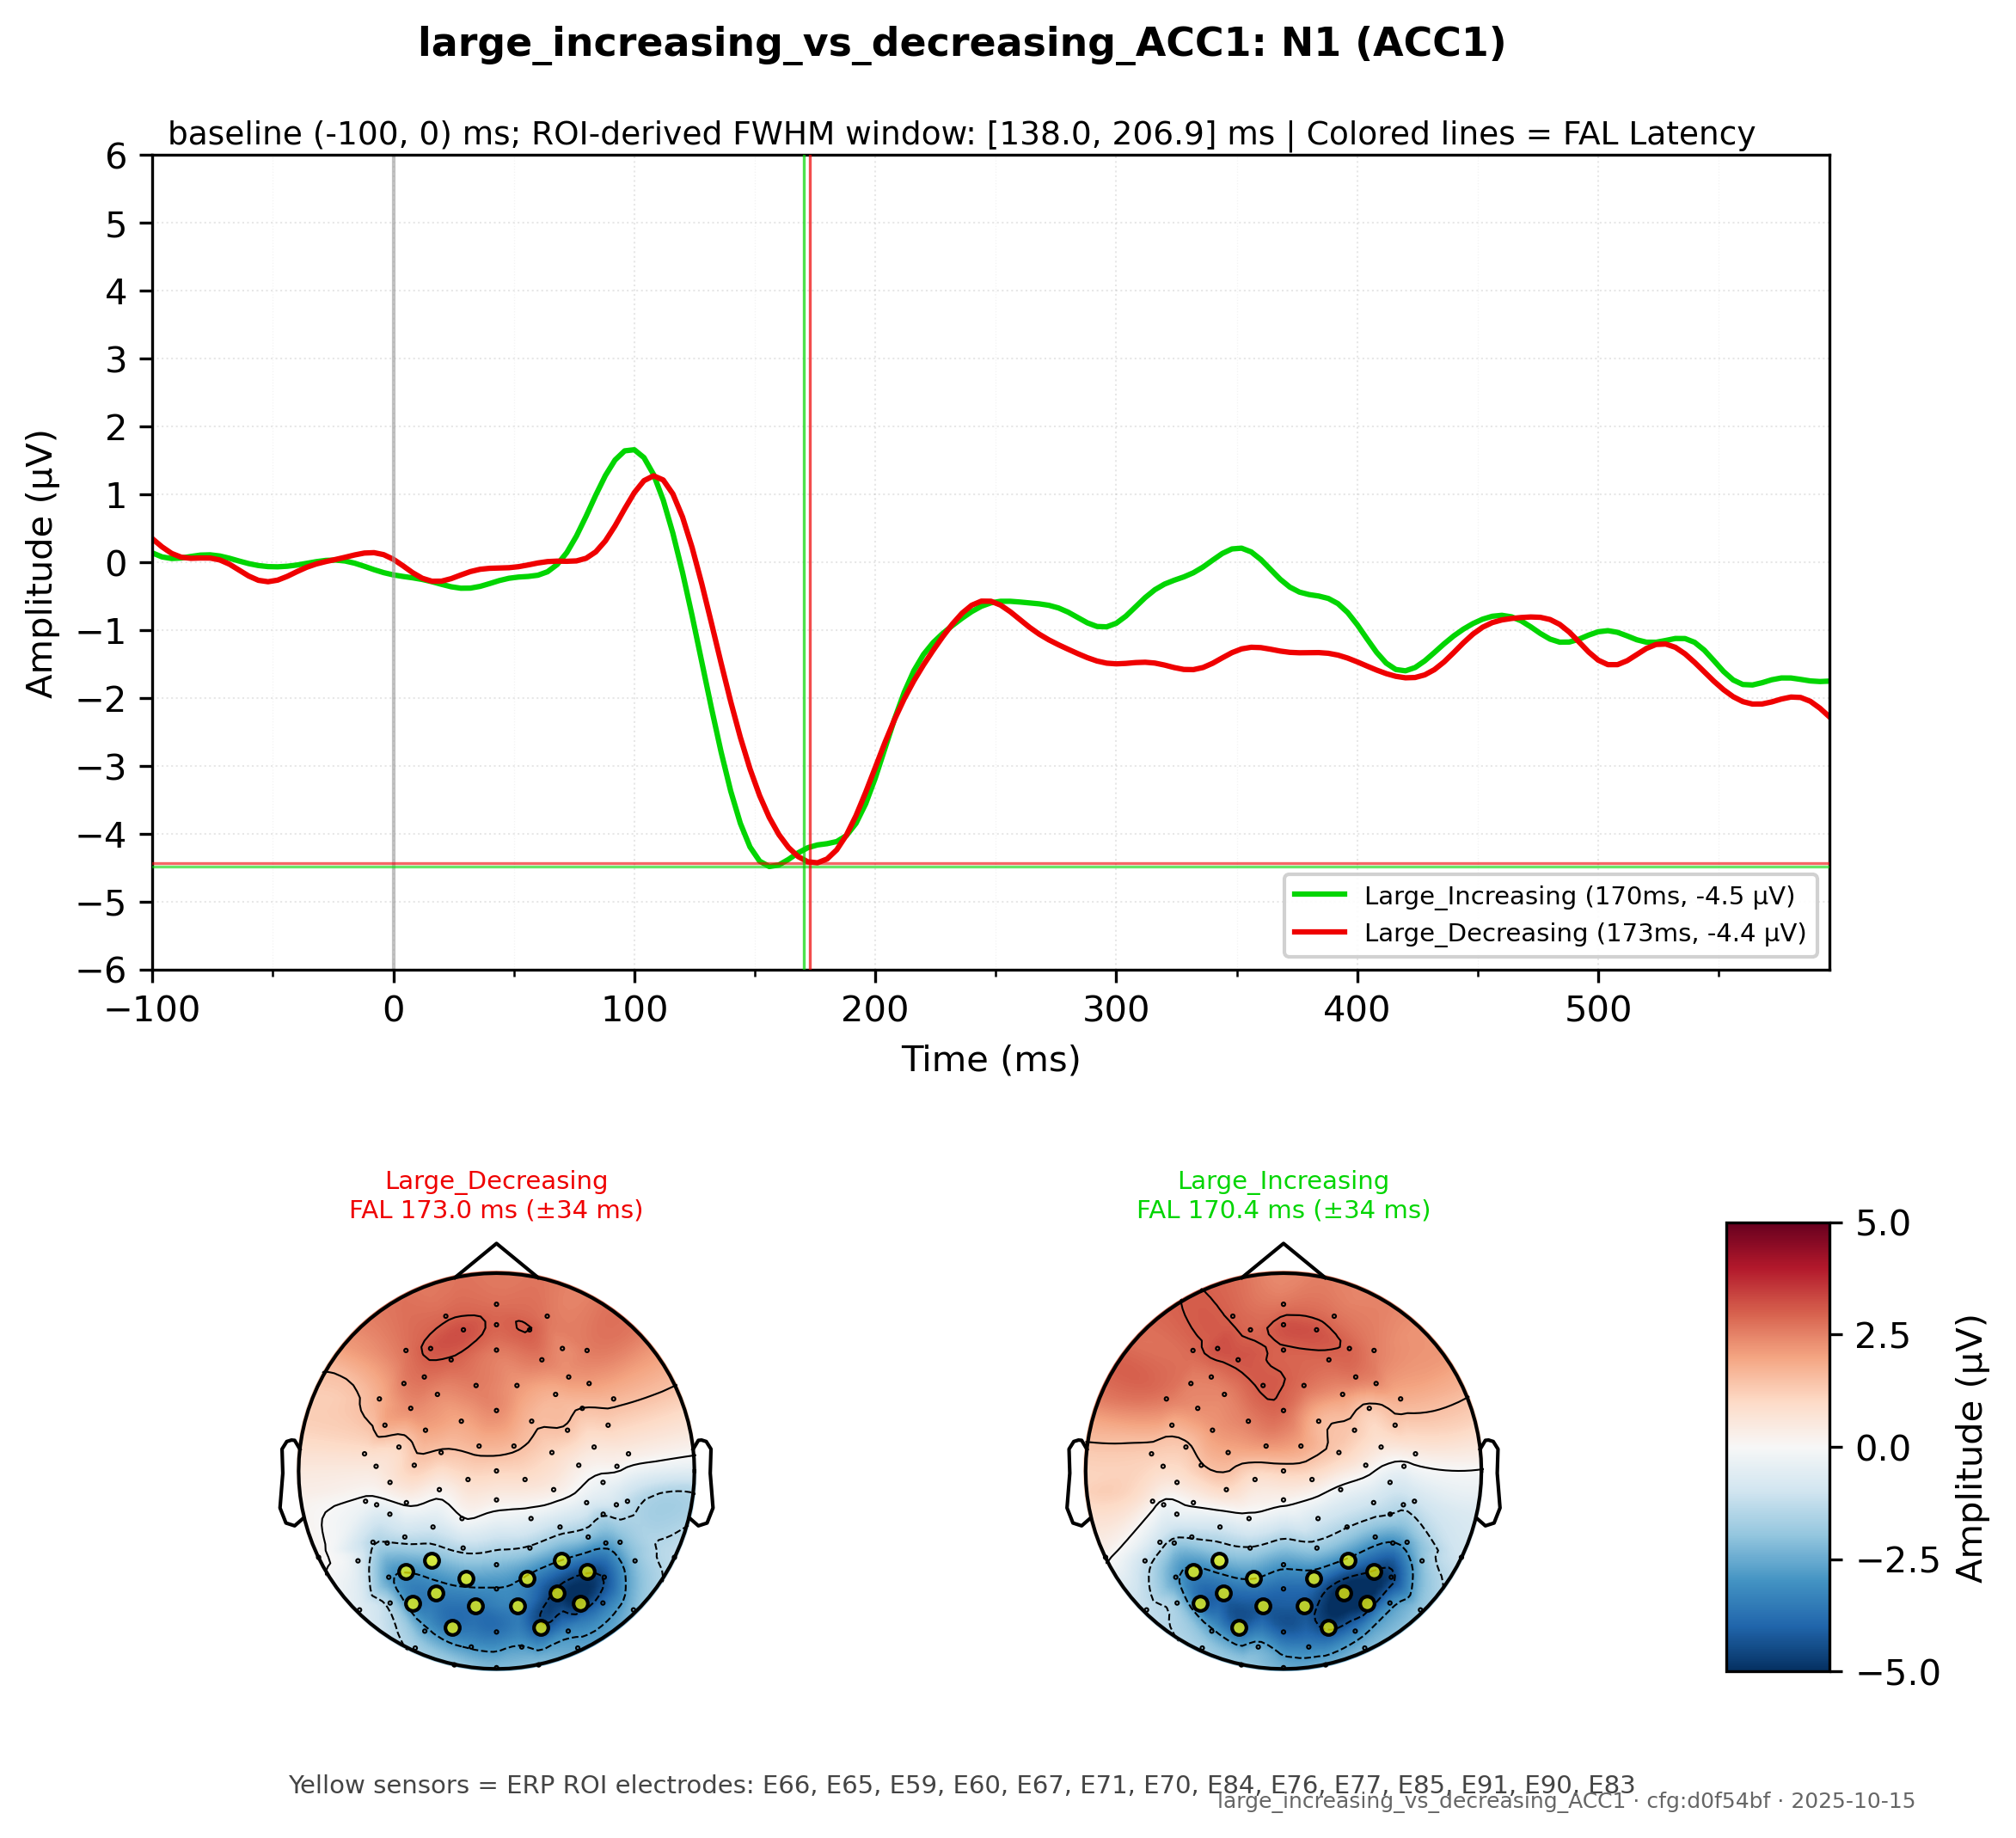 large_increasing_vs_decreasing_ACC1: N1 (ACC1)
baseline (-100, 0) ms; ROI-derived FWHM window: [138.0, 206.9] ms | Colored lines = FAL Latency
6
5
4
3
2
1
0
−1
−2
−3
−4
−5
−6
Amplitude (µV)
Large_Increasing (170ms, -4.5 µV)
Large_Decreasing (173ms, -4.4 µV)
−100
0
100
200
300
400
500
Time (ms)
Large_Decreasing
FAL 173.0 ms (±34 ms)
Large_Increasing
FAL 170.4 ms (±34 ms)
5.0
2.5
0.0
−2.5
−5.0
Amplitude (µV)
Yellow sensors = ERP ROI electrodes: E66, E65, E59, E60, E67, E71, E70, E84, E76, E77, E85, E91, E90, E83
large_increasing_vs_decreasing_ACC1 · cfg:d0f54bf · 2025-10-15